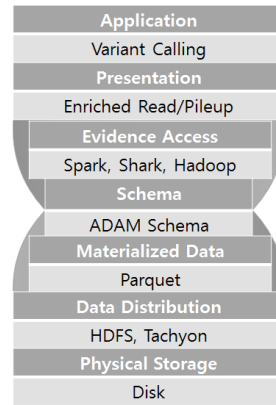 Application
Variant Calling
Presentation
Enriched Read/Pileup
Evidence Access
Spark, Shark, Hadoop
Schema
ADAM Schema
Materialized Data
Parquet
Data Distribution
HDFS, Tachyon
Physical Storage
Disk